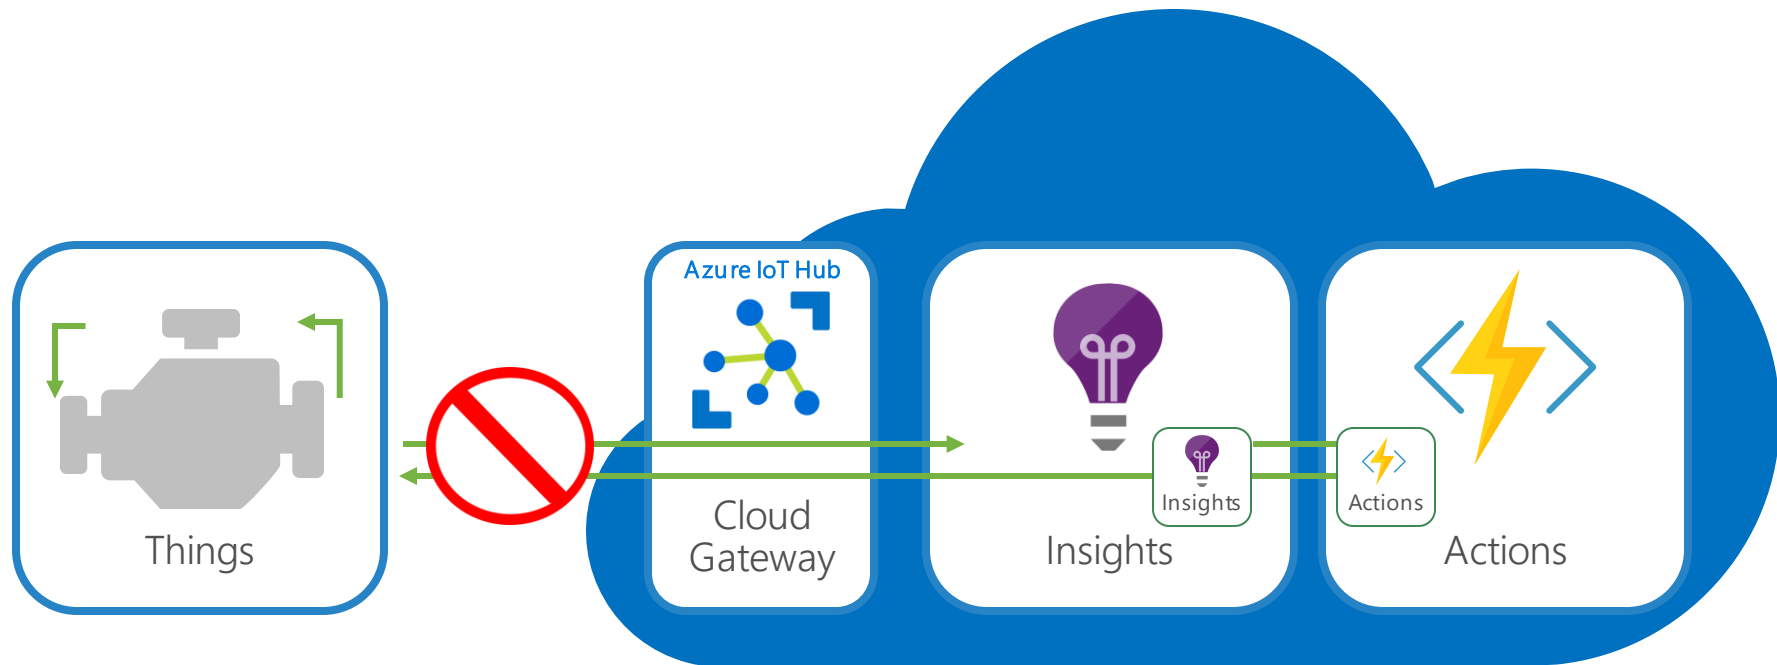 Azure IoT Hub
Things
Cloud
Gateway
Insights
Insights
Actions
Actions